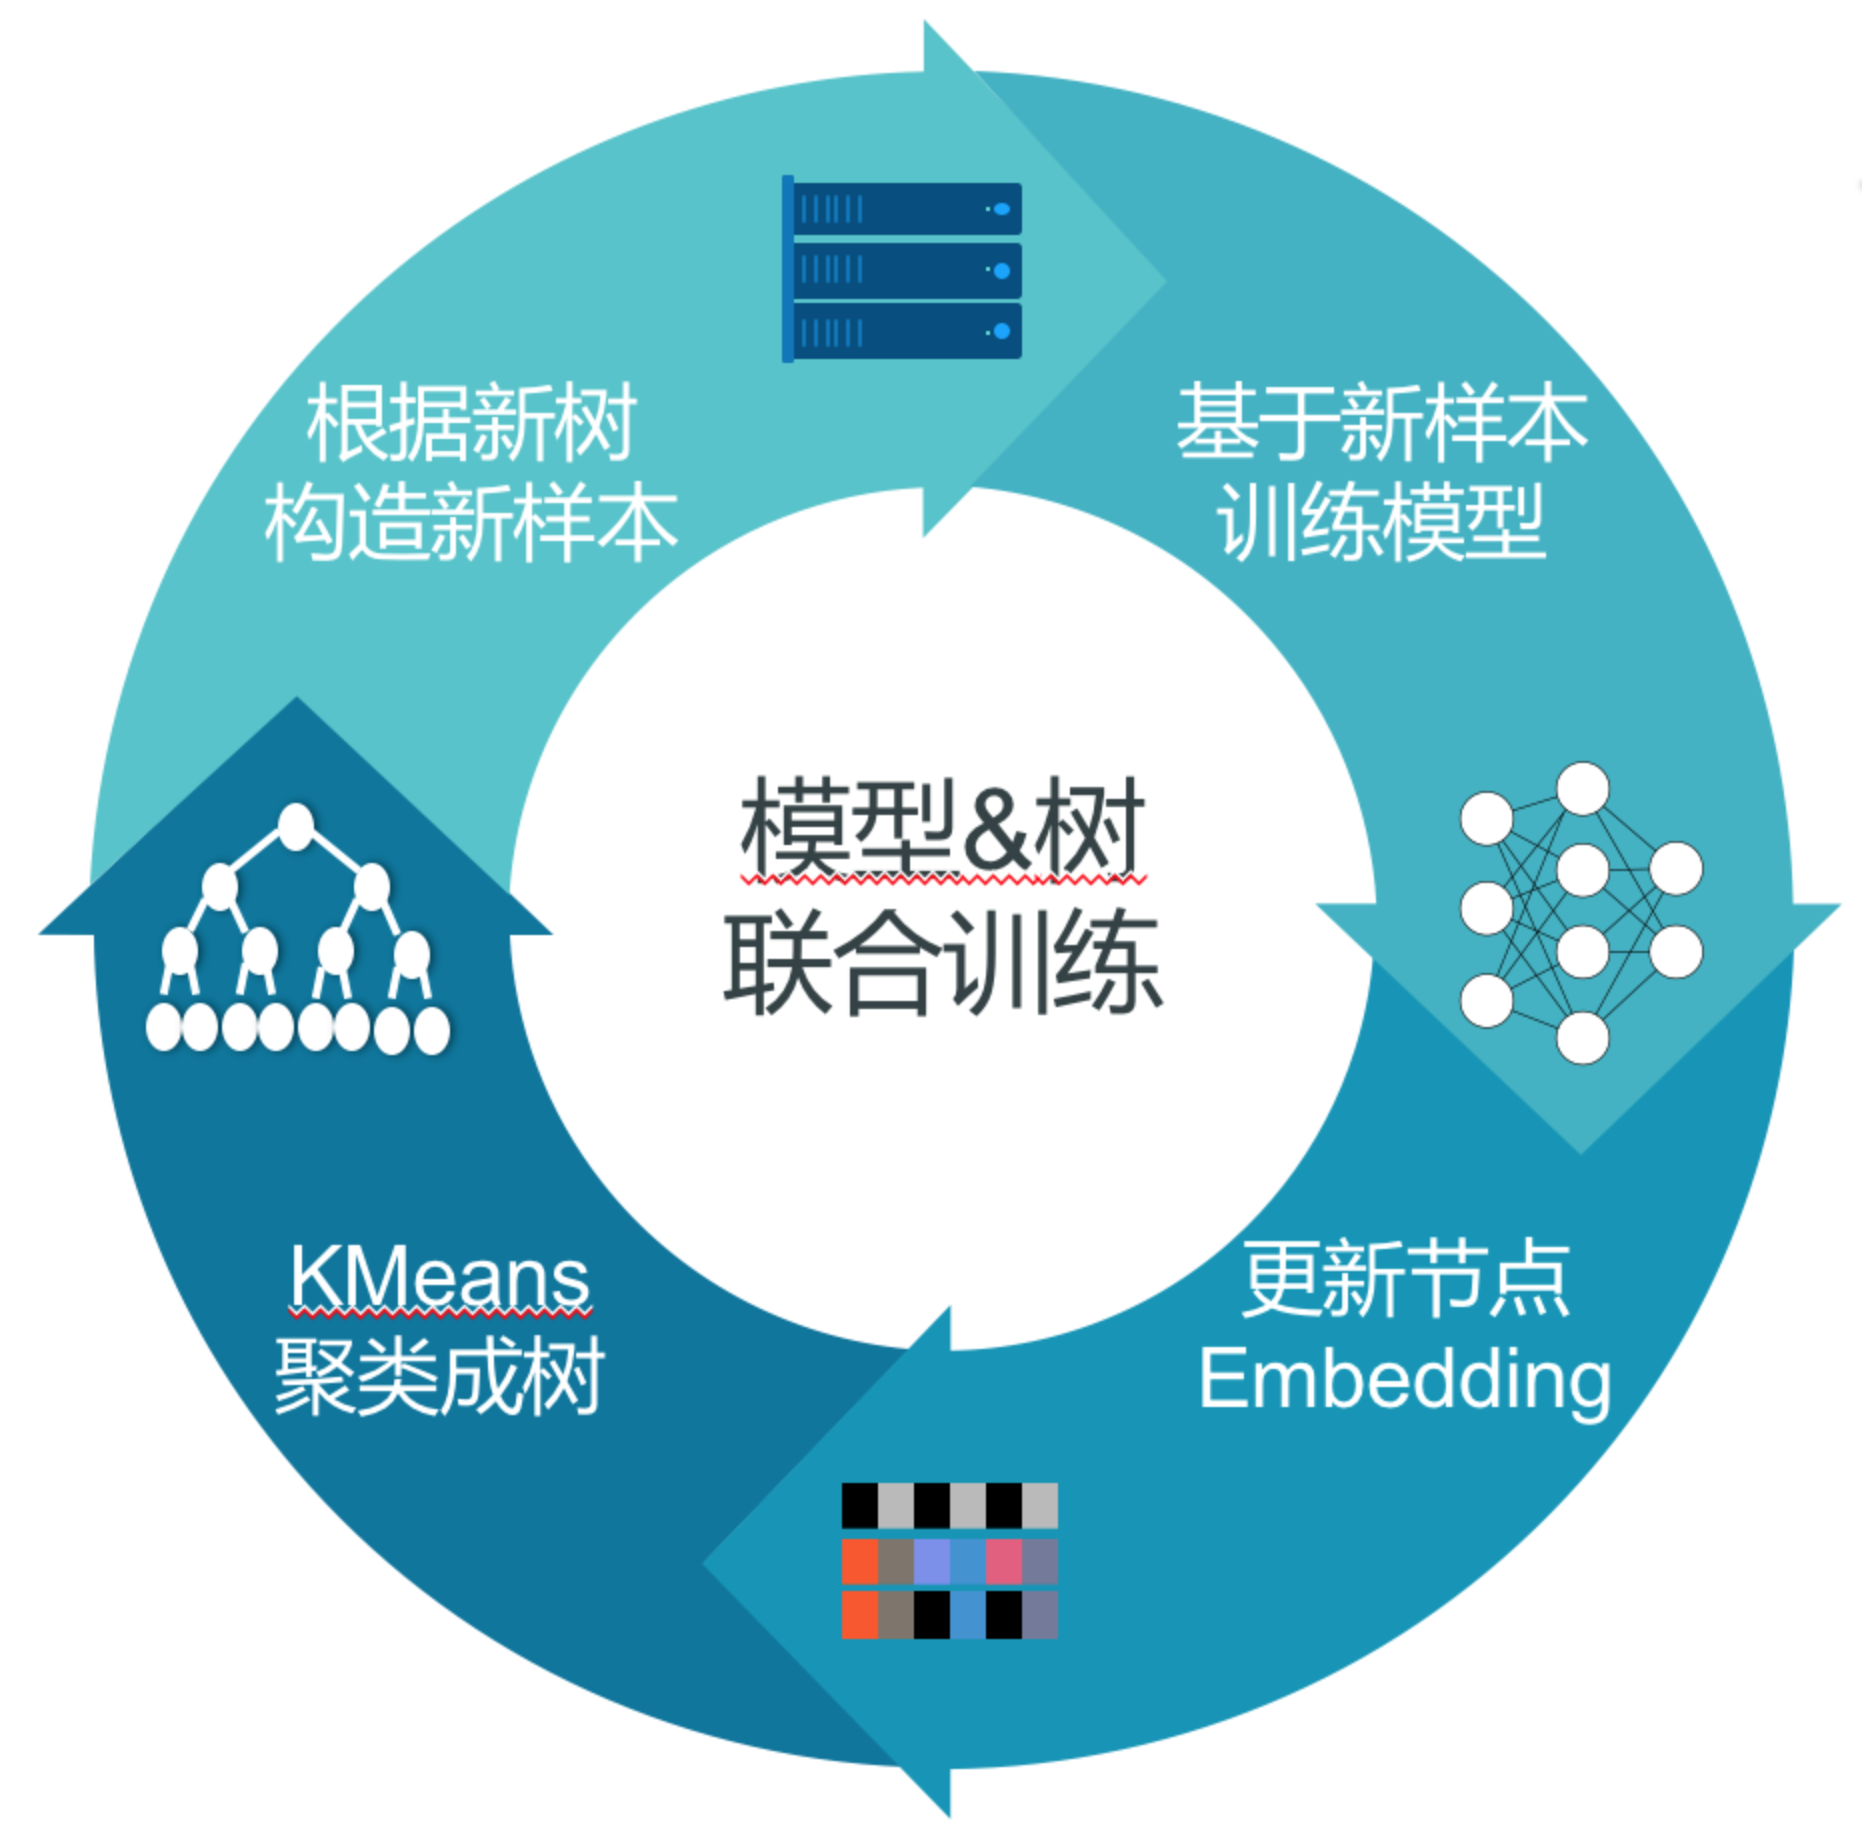 根据新树
构造新样本
基于新样本
训练模型
模型&树
联合训练
KMeans
聚类成树
更新节点
Embedding